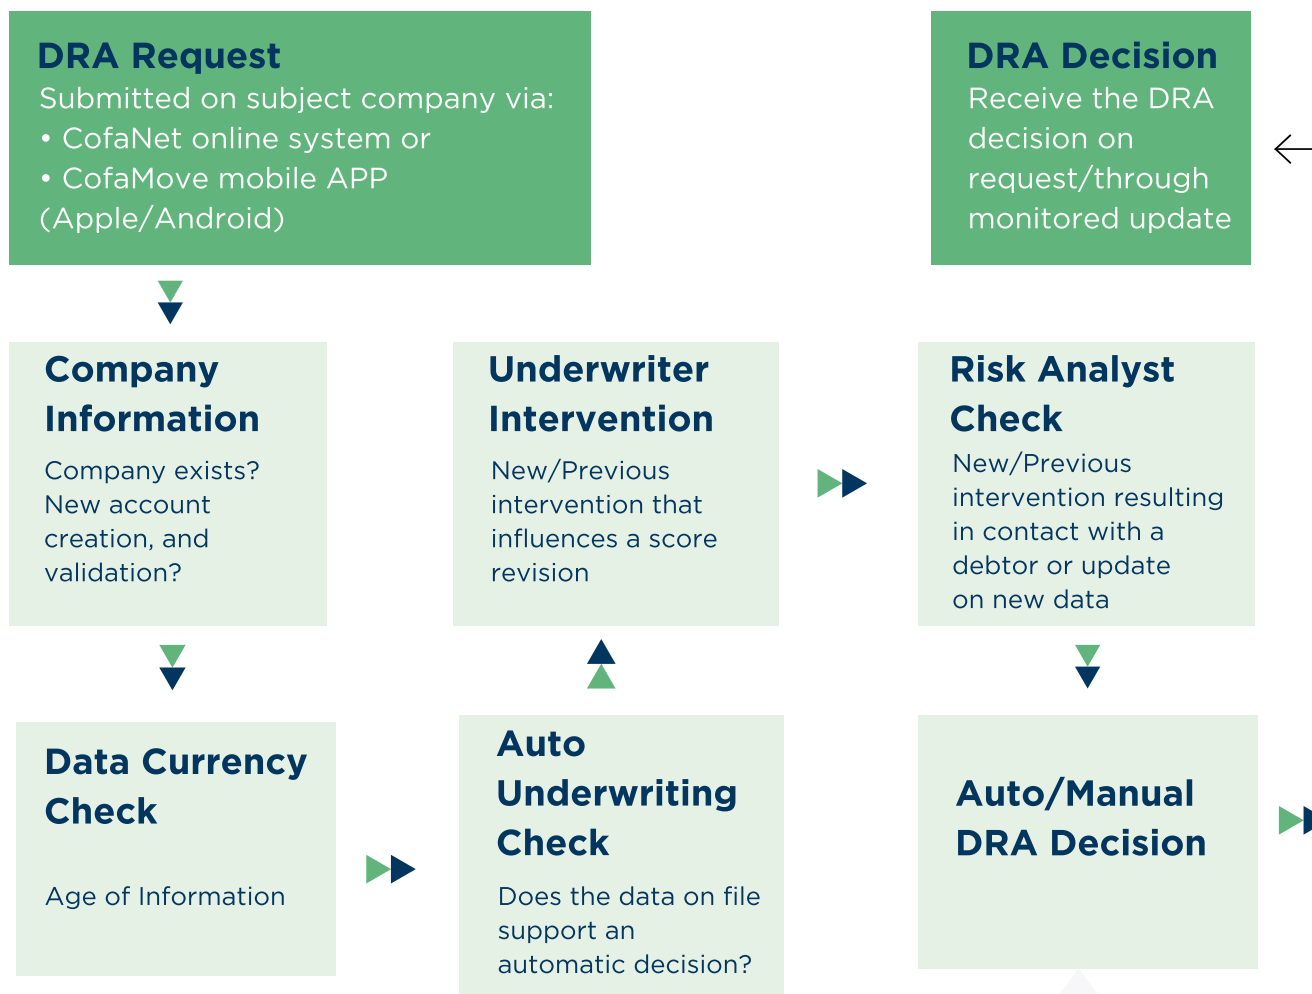 DRA Request
Submitted on subject company via:
• CofaNet online system or
• CofaMove mobile APP
(Apple/Android)
DRA Decision
Receive the DRA
decision on
request/through
monitored update
Company
Information
Company exists?
New account
creation, and
validation?
Underwriter
Intervention
New/Previous
intervention that
influences a score
revision
Risk Analyst
Check
New/Previous
intervention resulting
in contact with a
debtor or update
on new data
Data Currency
Check
Age of Information
Auto
Underwriting
Check
Does the data on file
support an
automatic decision?
Auto/Manual
DRA Decision